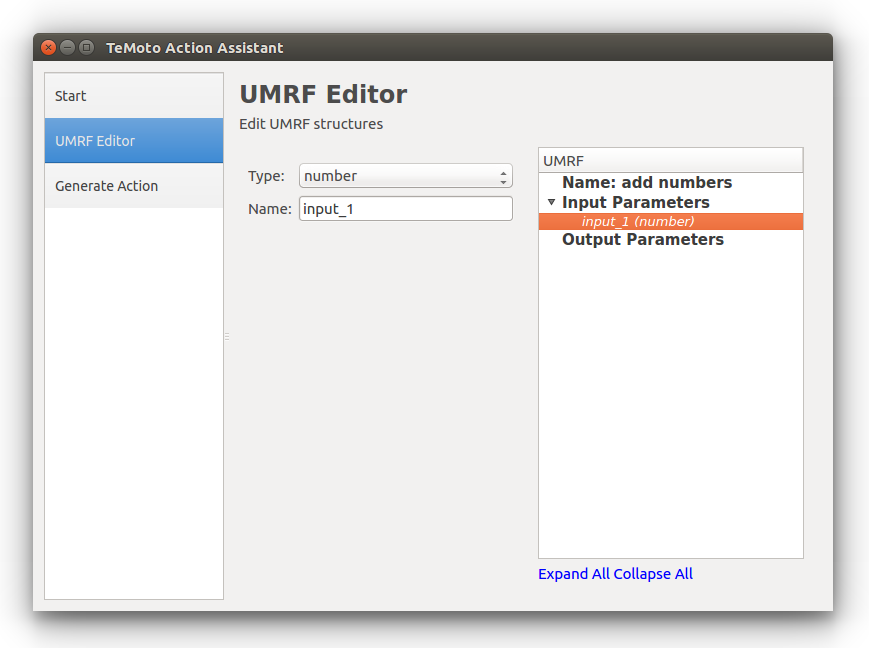 TeMoto Action Assistant
Start
UMRF Editor
Generate Action
UMRF Editor
Edit UMRF structures
Type: number
Name: input_1
UMRF
Name: add numbers
Input Parameters
input_1 (number)
Output Parameters
Expand All Collapse All